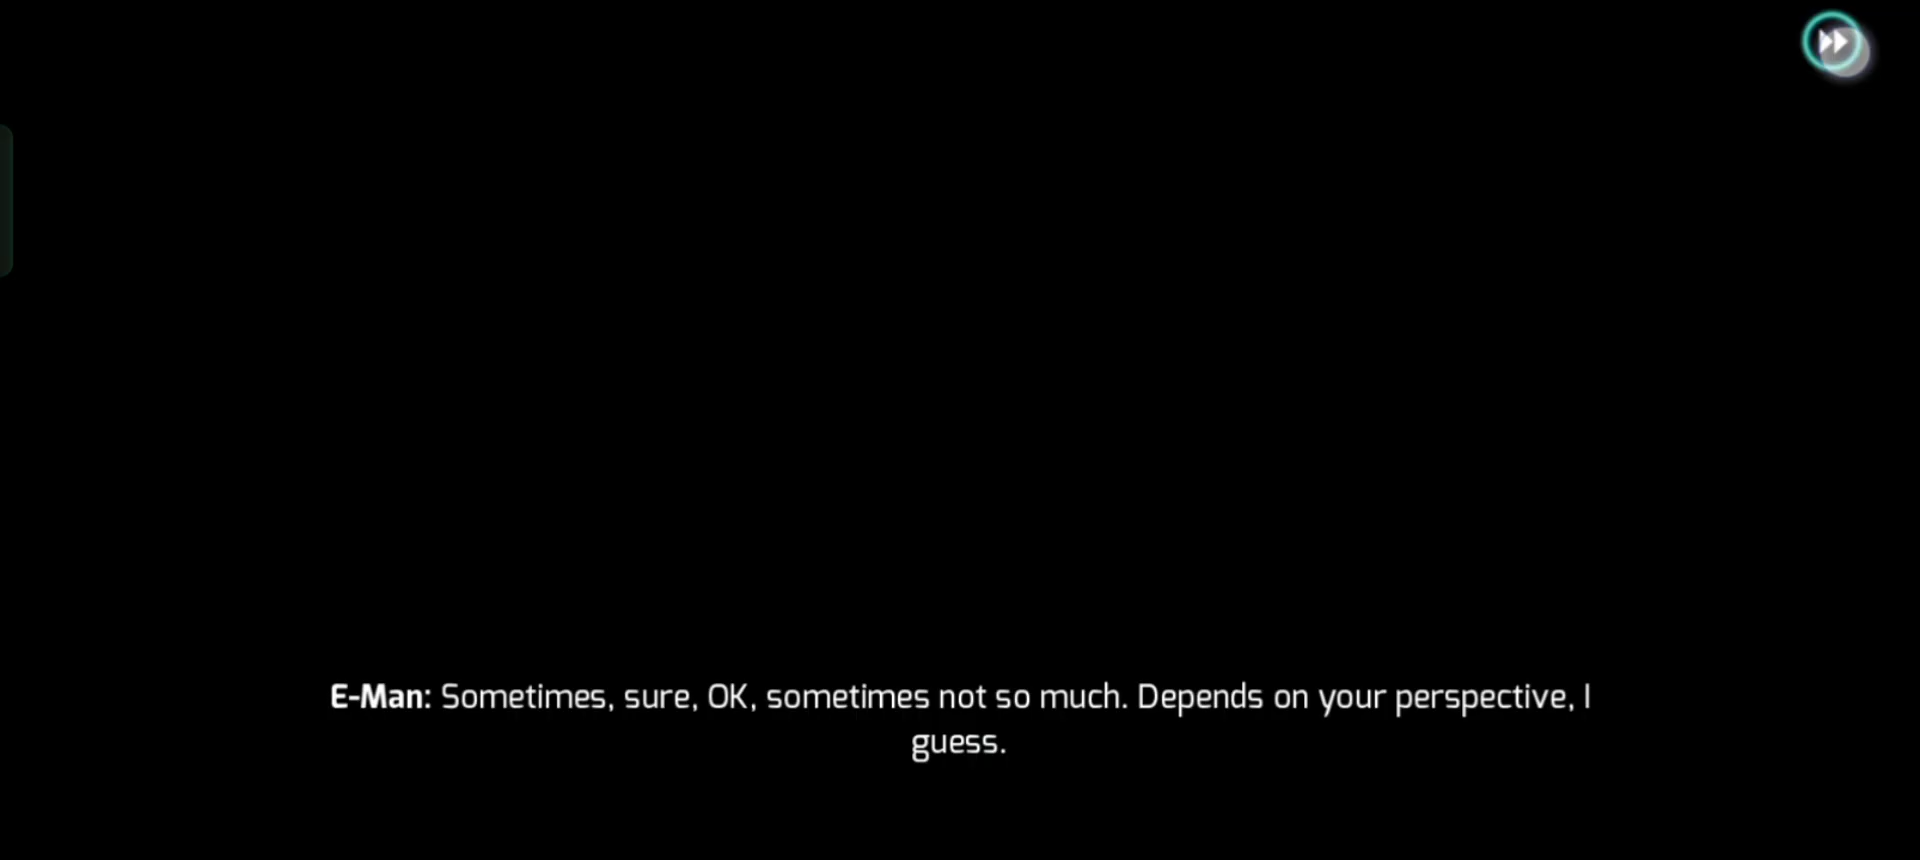 E-Man: Sometimes, sure, OK, sometimes not so much. Depends on your perspective, I
guess.